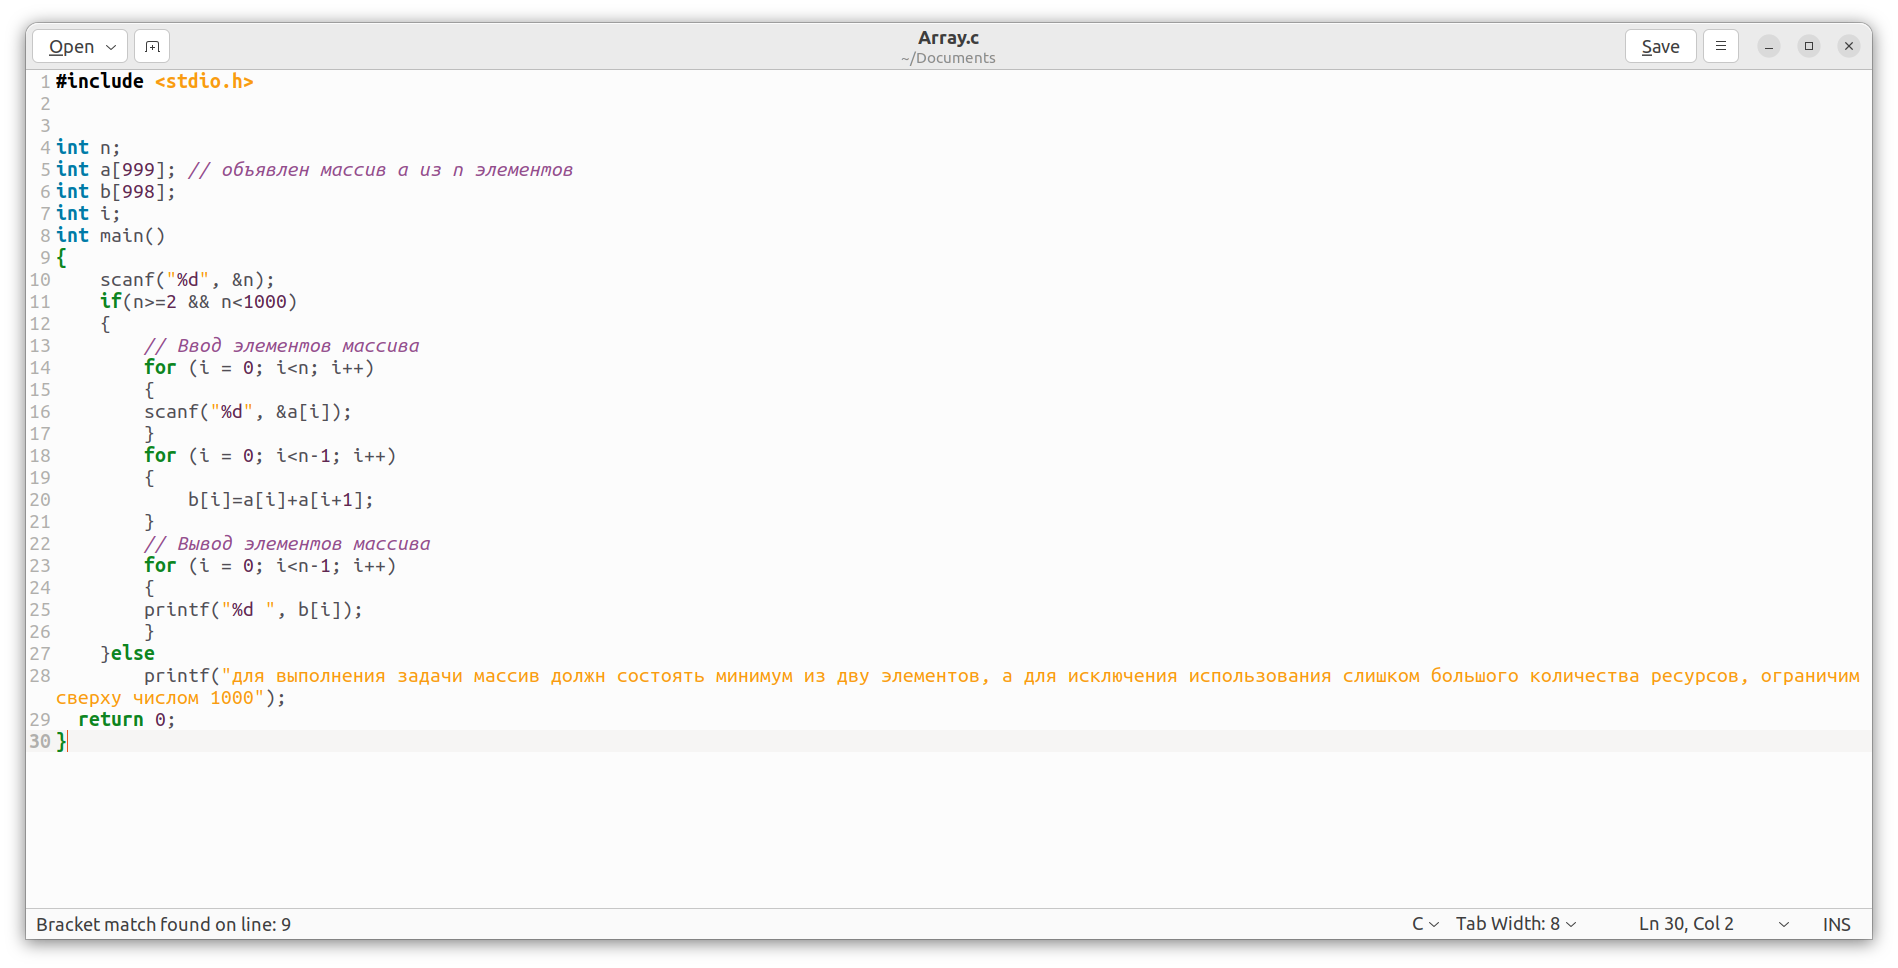 Open
Array.c
~/Documents
Save
1 #include <stdio.h>
2
3
4 int n;
5 int a[999]; // объявлен массив a из n элементов
6 int b[998];
7 int i;
8 int main()
9 {
10     scanf("%d", &n);
11     if(n>=2 && n<1000)
12     {
13         // Ввод элементов массива
14         for (i = 0; i<n; i++)
15         {
16         scanf("%d", &a[i]);
17         }
18         for (i = 0; i<n-1; i++)
19         {
20             b[i]=a[i]+a[i+1];
21         }
22         // Вывод элементов массива
23         for (i = 0; i<n-1; i++)
24         {
25         printf("%d ", b[i]);
26         }
27     }else
28         printf("для выполнения задачи массив должн состоять минимум из дву элементов, а для исключения использования слишком большого количества ресурсов, ограничим
сверху числом 1000");
29   return 0;
30 }
Bracket match found on line: 9
C
Tab Width: 8
Ln 30, Col 2
INS